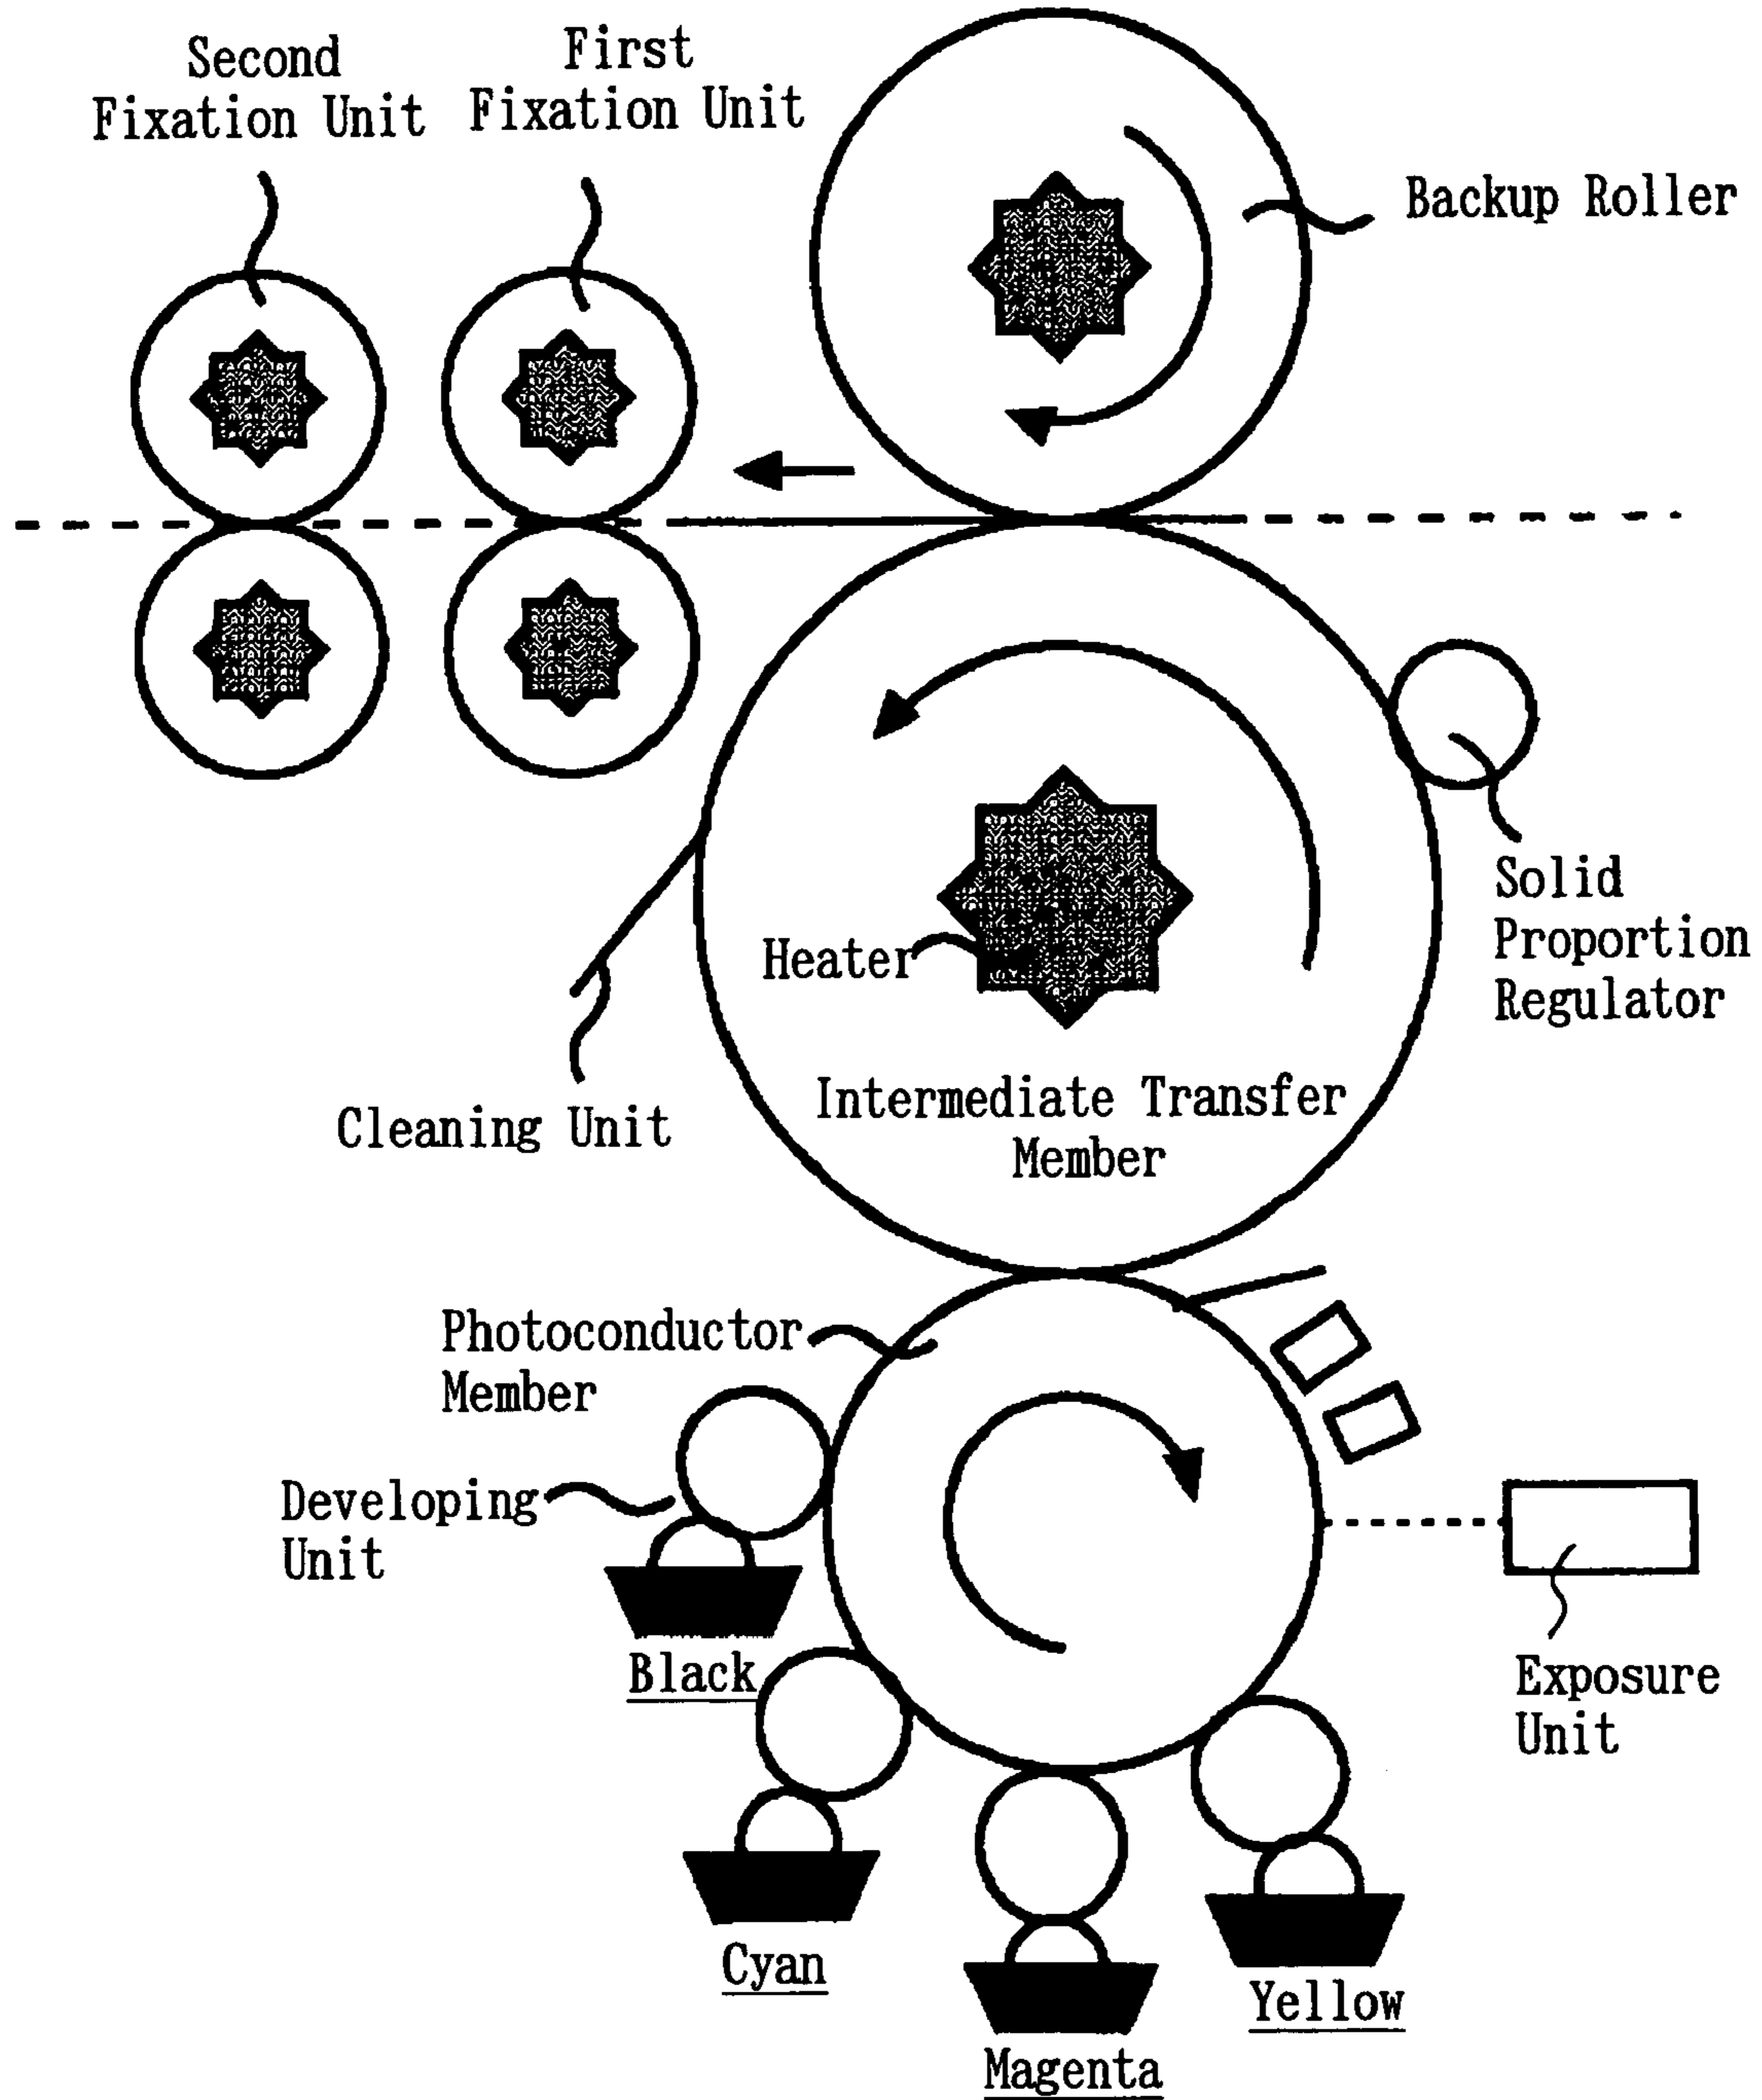 Second
Fixation Unit
First
Fixation Unit
Backup Roller
Solid
Proportion
Regulator
Heater
Intermediate Transfer
Member
Cleaning Unit
Photoconductor
Member
Developing
Unit
Black
Exposure
Unit
Cyan
Yellow
Magenta